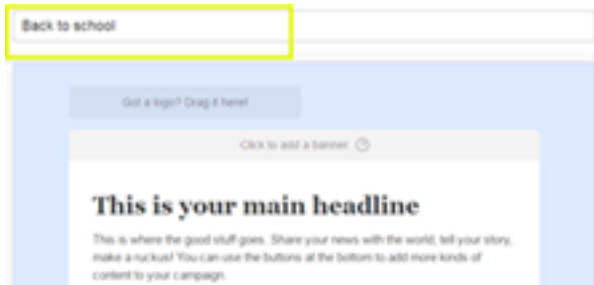 Back to school
Got a logo? Drag it here!
Click to add a banner
This is your main headline
This is where the good stuff goes. Share your news with the world, tell your story,
make a ruckus! You can use the buttons at the bottom to add more kinds of
content to your campaign.